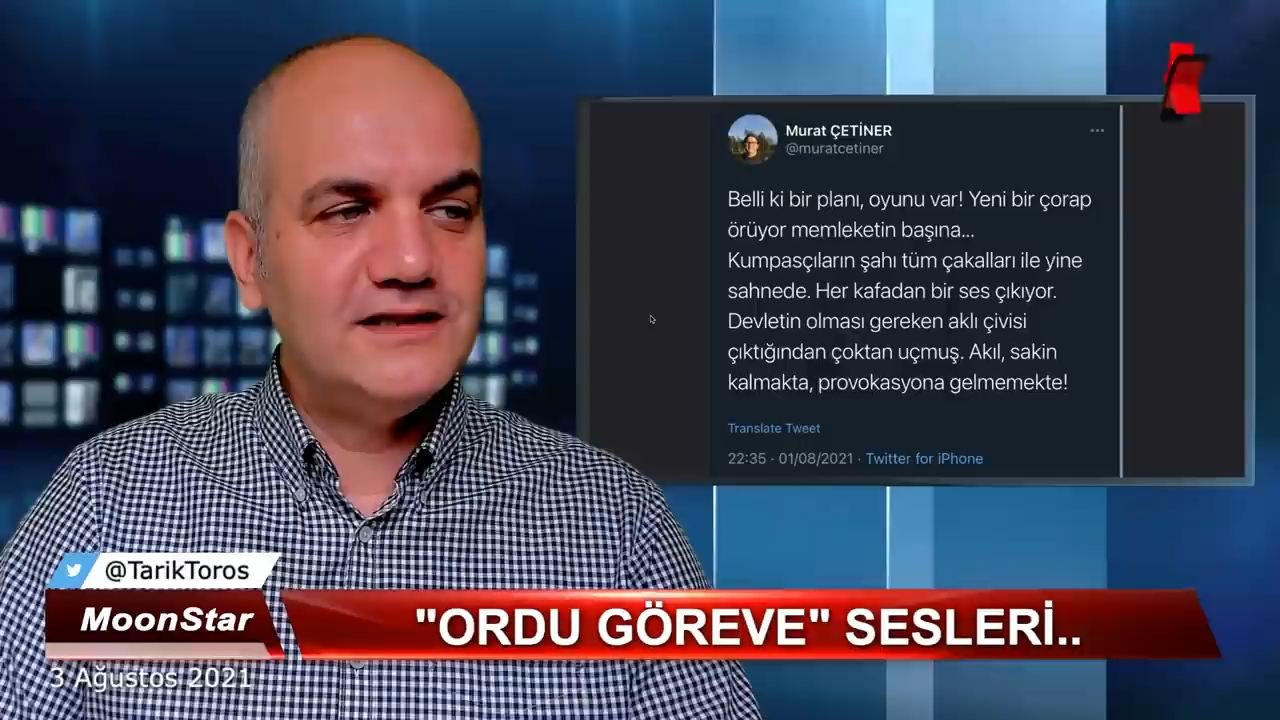 Murat ÇETİNER
@muratcetiner
Belli ki bir planı, oyunu var! Yeni bir çorap
örüyor memleketin başına...
Kumpasçıların şahı tüm çakalları ile yine
sahnede. Her kafadan bir ses çıkıyor.
Devletin olması gereken aklı çivisi
çıktığından çoktan uçmuş. Akıl, sakin
kalmakta, provokasyona gelmemekte!
Translate Tweet
22:35 · 01/08/2021 · Twitter for iPhone
@TarikToros
MoonStar
"ORDU GÖREVE" SESLERİ..
3 Ağustos 2021